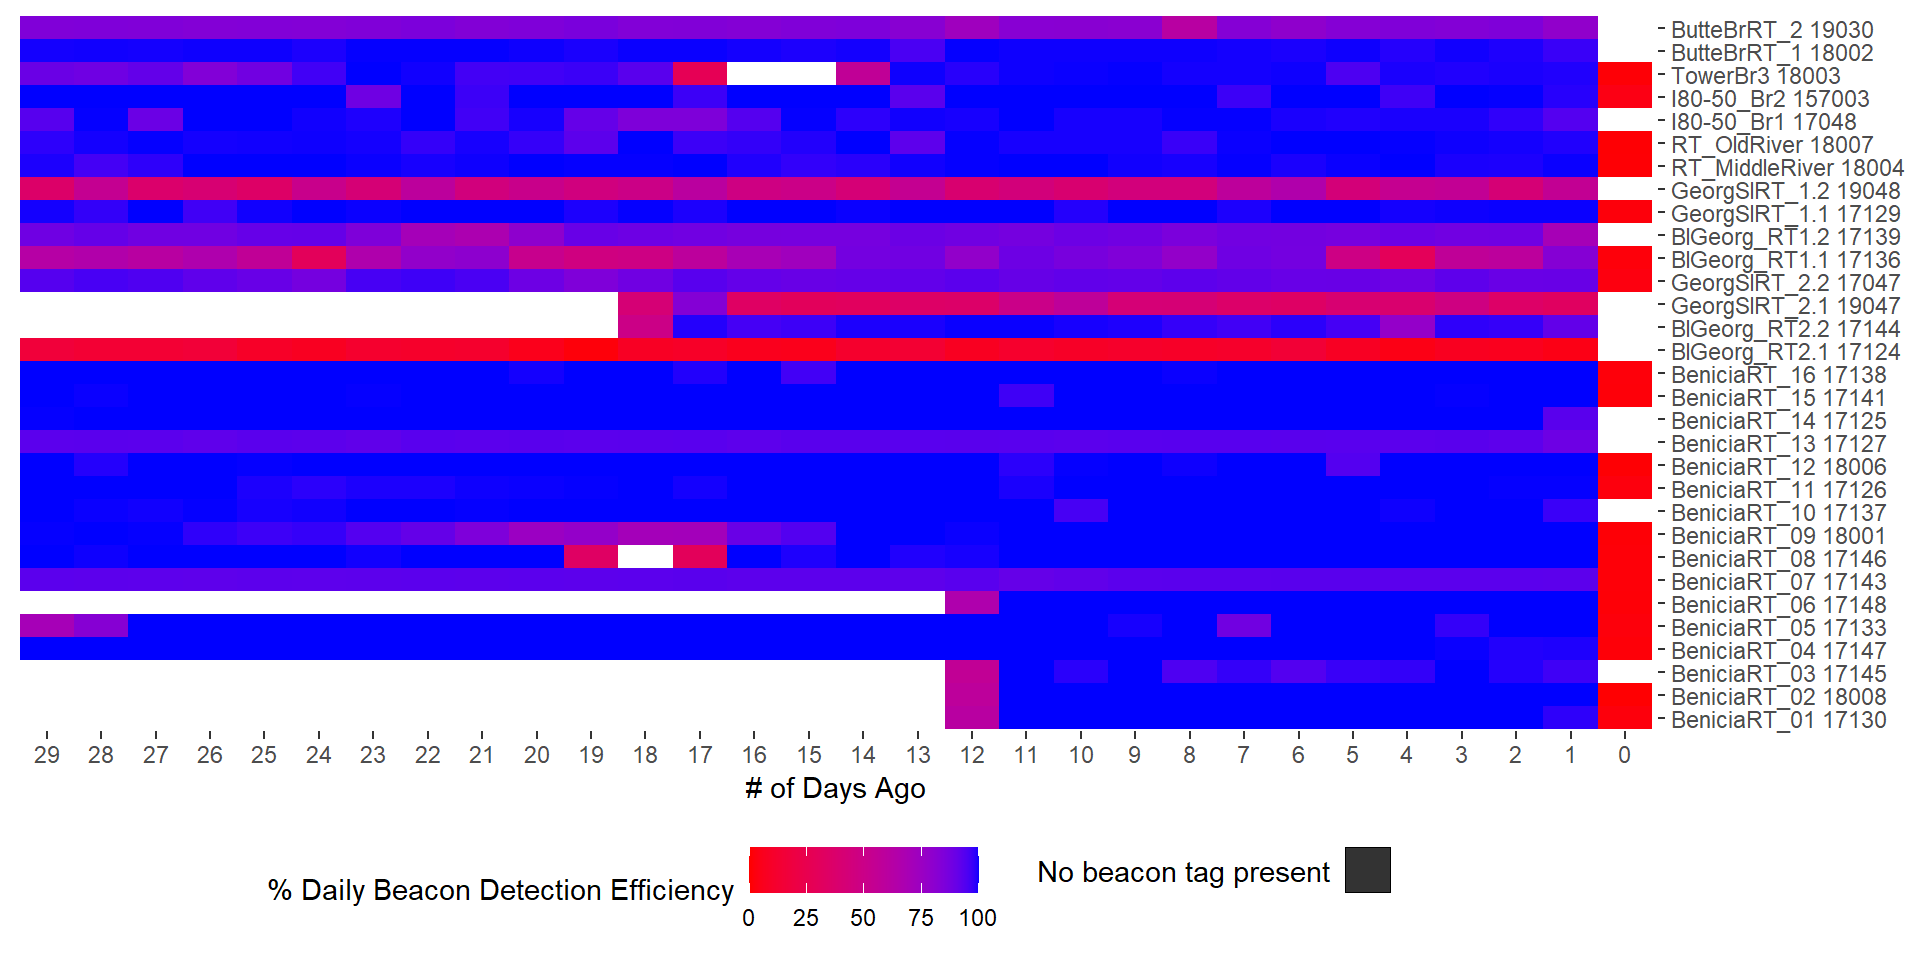 ButteBrRT_2 19030
ButteBrRT_1 18002
TowerBr3 18003
I80-50_Br2 157003
I80-50_Br1 17048
RT_OldRiver 18007
RT_MiddleRiver 18004
GeorgSlRT_1.2 19048
GeorgSlRT_1.1 17129
BlGeorg_RT1.2 17139
BlGeorg_RT1.1 17136
GeorgSlRT_2.2 17047
GeorgSlRT_2.1 19047
BlGeorg_RT2.2 17144
BlGeorg_RT2.1 17124
BeniciaRT_16 17138
BeniciaRT_15 17141
BeniciaRT_14 17125
BeniciaRT_13 17127
BeniciaRT_12 18006
BeniciaRT_11 17126
BeniciaRT_10 17137
BeniciaRT_09 18001
BeniciaRT_08 17146
BeniciaRT_07 17143
BeniciaRT_06 17148
BeniciaRT_05 17133
BeniciaRT_04 17147
BeniciaRT_03 17145
BeniciaRT_02 18008
BeniciaRT_01 17130
29 28 27 26 25 24 23 22 21 20 19 18 17 16 15 14 13 12 11 10 9 8 7 6 5 4 3 2 1 0
# of Days Ago
% Daily Beacon Detection Efficiency
0 25 50 75 100
No beacon tag present